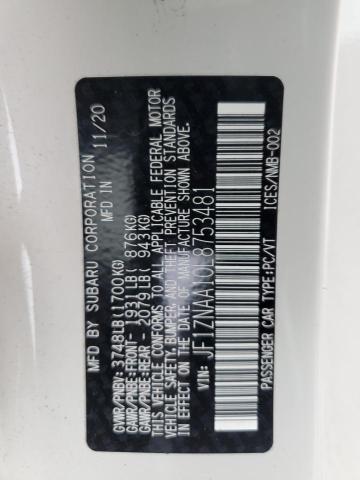 MFD BY SUBARU CORPORATION 11/20
MFD IN
GVWR/PNBV: 3748LB(1700KG)
GAWR/PNBE:FRONT- 1931LB( 876KG)
GAWR/PNBE:REAR - 2079LB( 943KG)
THIS VEHICLE CONFORMS TO ALL APPLICABLE FEDERAL MOTOR
VEHICLE SAFETY,BUMPER, AND THEFT PREVENTION STANDARDS
IN EFFECT ON THE DATE OF MANUFACTURE SHOWN ABOVE.
VIN: JF1ZNAA10L8753481
PASSENGER CAR/VT TYPE:PC/VT ICES/NMB-002